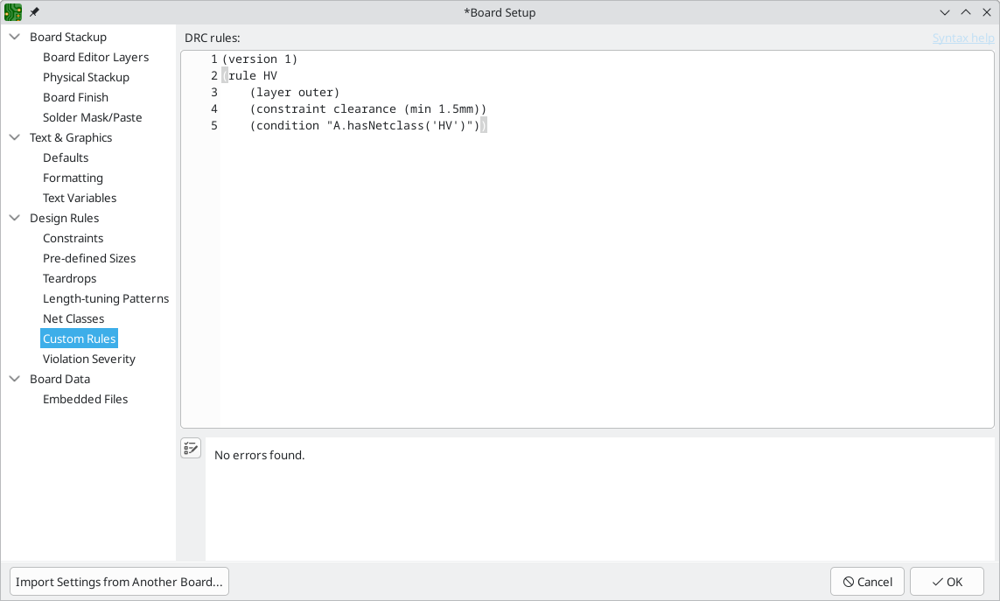 *Board Setup
Board Stackup
Board Editor Layers
Physical Stackup
Board Finish
Solder Mask/Paste
Text & Graphics
Defaults
Formatting
Text Variables
Design Rules
Constraints
Pre-defined Sizes
Teardrops
Length-tuning Patterns
Net Classes
Custom Rules
Violation Severity
Board Data
Embedded Files
DRC rules:
Syntax help
1 (version 1)
2 (rule HV
3     (layer outer)
4     (constraint clearance (min 1.5mm))
5     (condition "A.hasNetclass('HV')"))
No errors found.
Import Settings from Another Board...
Cancel
OK